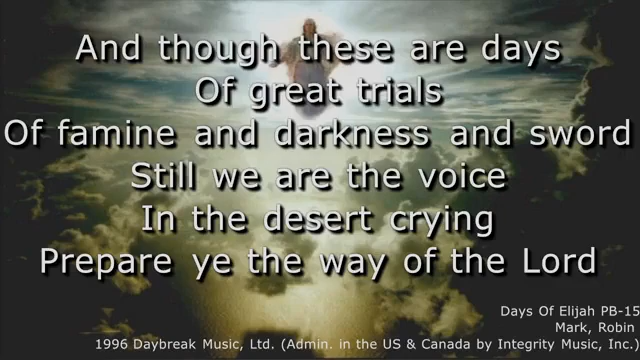 And though these are days
Of great trials
Of famine and darkness and sword
Still we are the voice
In the desert crying
Prepare ye the way of the Lord
Days Of Elijah PB-15
Mark, Robin
1996 Daybreak Music, Ltd. (Admin. in the US & Canada by Integrity Music, Inc.)